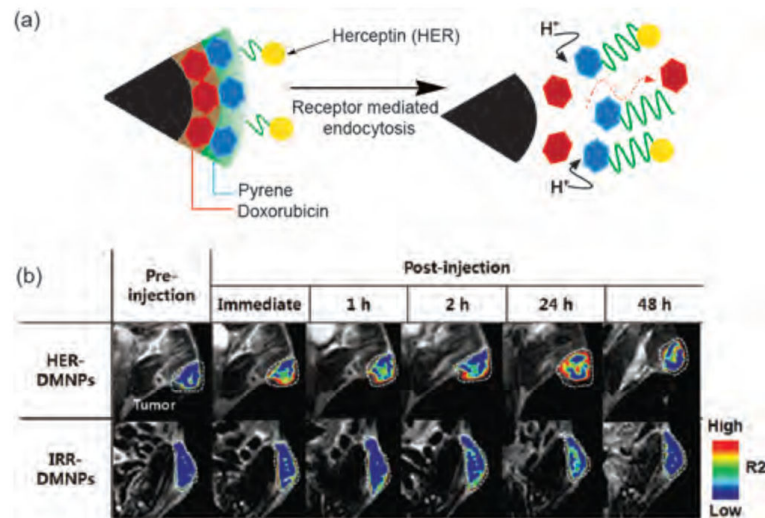 (a)
Herceptin (HER)
Receptor mediated
endocytosis
Pyrene
Doxorubicin
H⁺
H⁺
(b)
Pre-
injection
Post-injection
Immediate
1 h
2 h
24 h
48 h
HER-
DMNPs
Tumor
IRR-
DMNPs
High
R2
Low